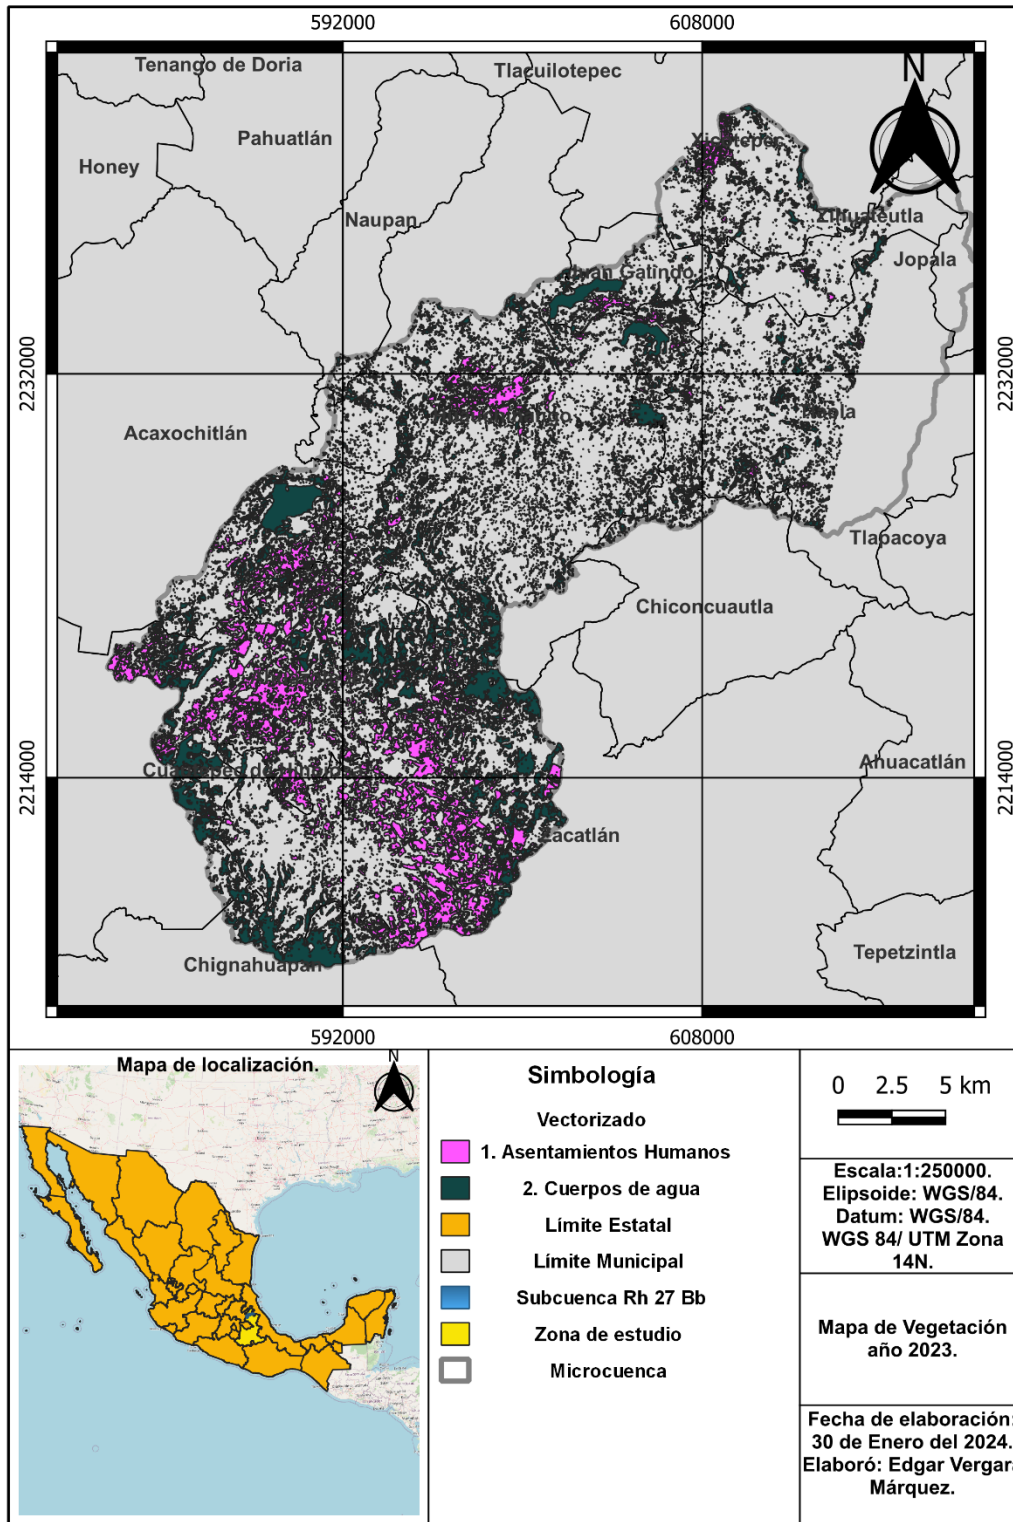 592000
608000
Tenango de Doria
Tlacuilotepec
N
Pahuatlán
Honey
Xicotepec
Naupan
Zihuateutla
Jopala
Juan Galindo
2232000
2232000
Acaxochitlán
Tlapacoya
Chiconcuautla
2214000
2214000
Ahuacatlán
Zacatlán
Tepetzintla
Chignahuapan
592000
608000
Mapa de localización.
N
Simbología
Vectorizado
1. Asentamientos Humanos
2. Cuerpos de agua
Límite Estatal
Límite Municipal
Subcuenca Rh 27 Bb
Zona de estudio
Microcuenca
0 2.5 5 km
Escala:1:250000.
Elipsoide: WGS/84.
Datum: WGS/84.
WGS 84/ UTM Zona
14N.
Mapa de Vegetación
año 2023.
Fecha de elaboración:
30 de Enero del 2024.
Elaboró: Edgar Vergara
Márquez.